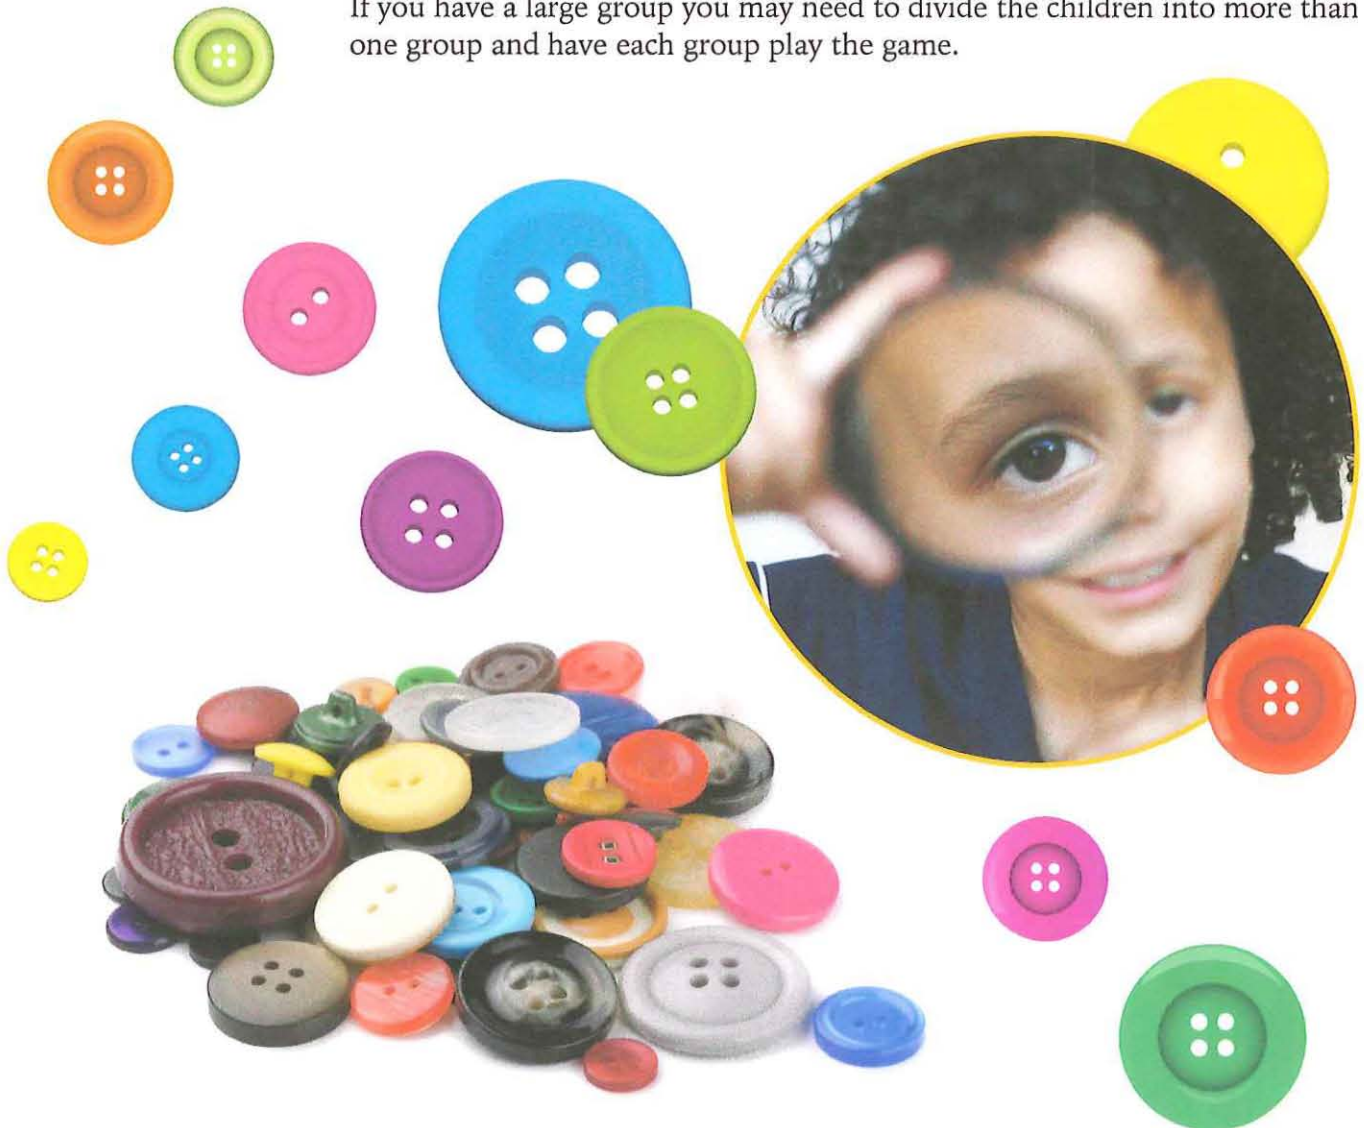 If you have a large group you may need to divide the children into more than
one group and have each group play the game.